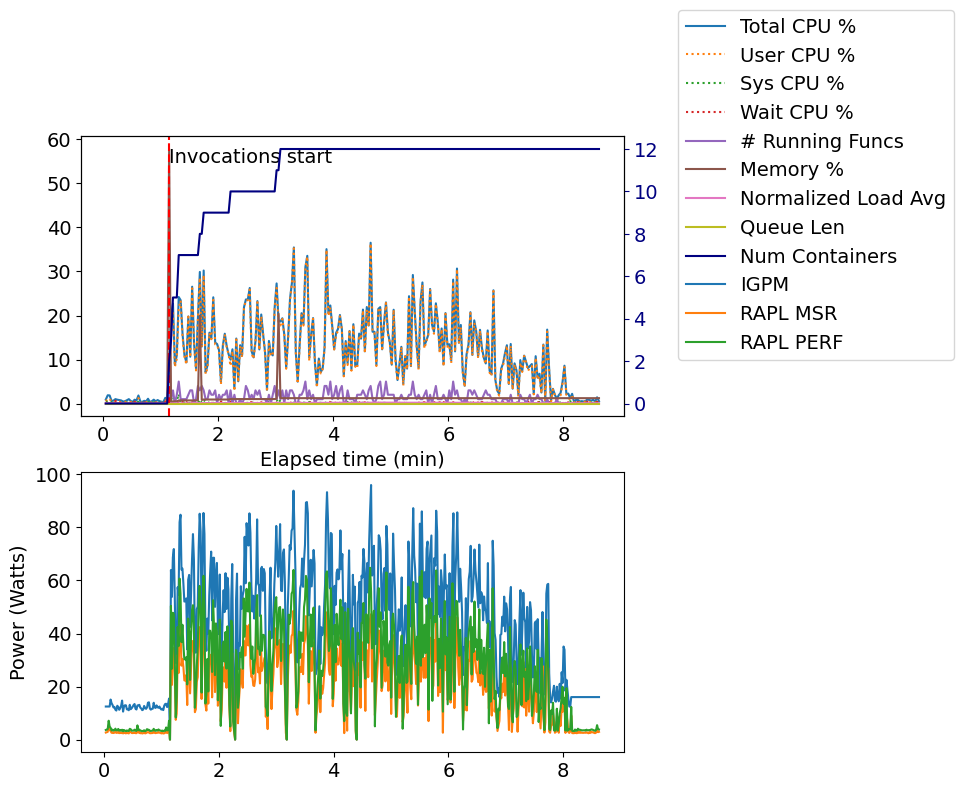 Total CPU %
User CPU %
Sys CPU %
Wait CPU %
# Running Funcs
Memory %
Normalized Load Avg
Queue Len
Num Containers
IGPM
RAPL MSR
RAPL PERF
Invocations start
60
50
40
30
20
10
0
12
10
8
6
4
2
0
0 2 4 6 8
Elapsed time (min)
Power (Watts)
100
80
60
40
20
0
0 2 4 6 8